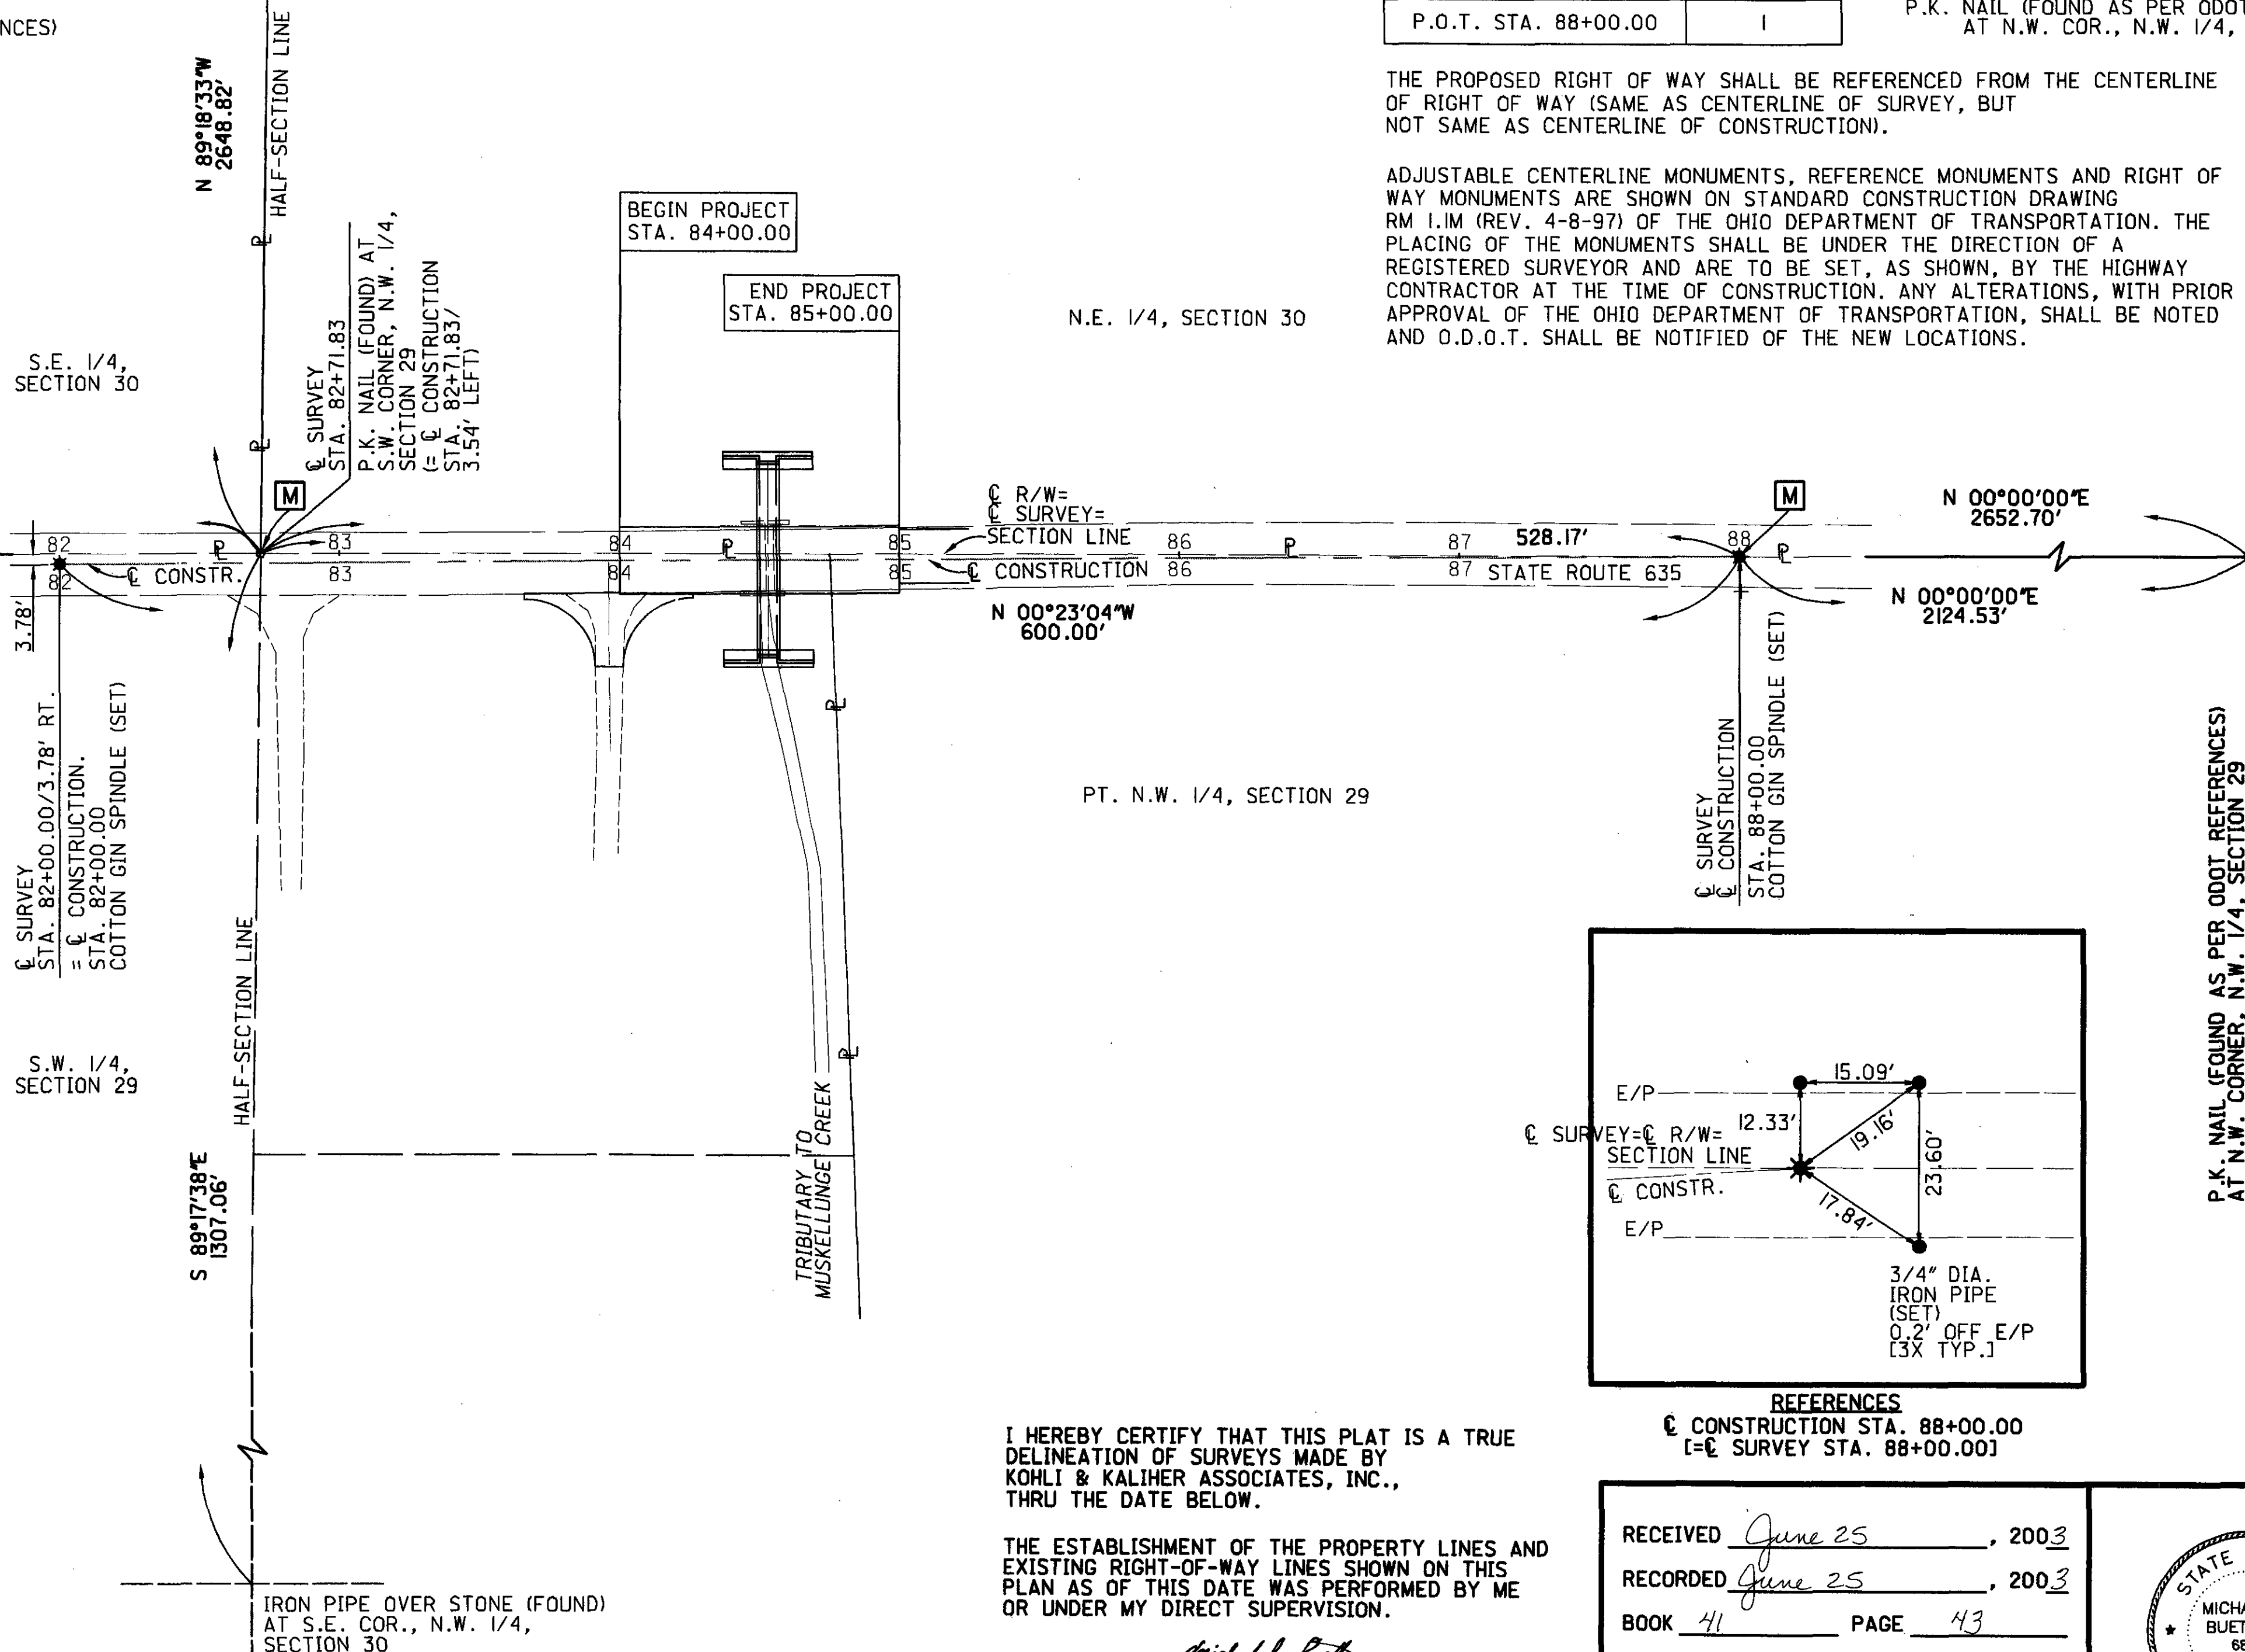 NCES)
N 89°18'33"W
2648.82'
HALF-SECTION LINE
P.O.T. STA. 88+00.00
1
P.K. NAIL (FOUND AS PER ODOT
AT N.W. COR., N.W. 1/4,
THE PROPOSED RIGHT OF WAY SHALL BE REFERENCED FROM THE CENTERLINE
OF RIGHT OF WAY (SAME AS CENTERLINE OF SURVEY, BUT
NOT SAME AS CENTERLINE OF CONSTRUCTION).
ADJUSTABLE CENTERLINE MONUMENTS, REFERENCE MONUMENTS AND RIGHT OF
WAY MONUMENTS ARE SHOWN ON STANDARD CONSTRUCTION DRAWING
RM 1.1M (REV. 4-8-97) OF THE OHIO DEPARTMENT OF TRANSPORTATION. THE
PLACING OF THE MONUMENTS SHALL BE UNDER THE DIRECTION OF A
REGISTERED SURVEYOR AND ARE TO BE SET, AS SHOWN, BY THE HIGHWAY
CONTRACTOR AT THE TIME OF CONSTRUCTION. ANY ALTERATIONS, WITH PRIOR
APPROVAL OF THE OHIO DEPARTMENT OF TRANSPORTATION, SHALL BE NOTED
AND O.D.O.T. SHALL BE NOTIFIED OF THE NEW LOCATIONS.
BEGIN PROJECT
STA. 84+00.00
END PROJECT
STA. 85+00.00
N.E. 1/4, SECTION 30
S.E. 1/4,
SECTION 30
℄ SURVEY
STA. 82+71.83
P.K. NAIL (FOUND) AT
S.W. CORNER, N.W. 1/4,
SECTION 29
(= ℄ CONSTRUCTION
STA. 82+71.83/
3.54' LEFT)
M
℄ R/W=
℄ SURVEY=
SECTION LINE
M
N 00°00'00"E
2652.70'
82
83
84
85
86
87
528.17'
88
℄ CONSTR.
℄ CONSTRUCTION
82
83
84
85
86
87
STATE ROUTE 635
N 00°23'04"W
600.00'
N 00°00'00"E
2124.53'
3.78'
℄ SURVEY
STA. 82+00.00/3.78' RT.
= ℄ CONSTRUCTION.
STA. 82+00.00
COTTON GIN SPINDLE (SET)
PT. N.W. 1/4, SECTION 29
℄ SURVEY
℄ CONSTRUCTION
STA. 88+00.00
COTTON GIN SPINDLE (SET)
P.K. NAIL (FOUND AS PER ODOT REFERENCES)
AT N.W. CORNER, N.W. 1/4, SECTION 29
HALF-SECTION LINE
S.W. 1/4,
SECTION 29
S 89°17'38"E
1307.06'
TRIBUTARY TO
MUSKELLUNGE CREEK
15.09'
E/P
12.33'
19.16'
23.60'
℄ SURVEY=℄ R/W=
SECTION LINE
℄ CONSTR.
17.84'
E/P
3/4" DIA.
IRON PIPE
(SET)
0.2' OFF E/P
[3X TYP.]
REFERENCES
℄ CONSTRUCTION STA. 88+00.00
[=℄ SURVEY STA. 88+00.00]
I HEREBY CERTIFY THAT THIS PLAT IS A TRUE
DELINEATION OF SURVEYS MADE BY
KOHLI & KALIHER ASSOCIATES, INC.,
THRU THE DATE BELOW.
THE ESTABLISHMENT OF THE PROPERTY LINES AND
EXISTING RIGHT-OF-WAY LINES SHOWN ON THIS
PLAN AS OF THIS DATE WAS PERFORMED BY ME
OR UNDER MY DIRECT SUPERVISION.
IRON PIPE OVER STONE (FOUND)
AT S.E. COR., N.W. 1/4,
SECTION 30
RECEIVED June 25, 2003
RECORDED June 25, 2003
BOOK 41 PAGE 43
STATE
MICHA
BUET
68